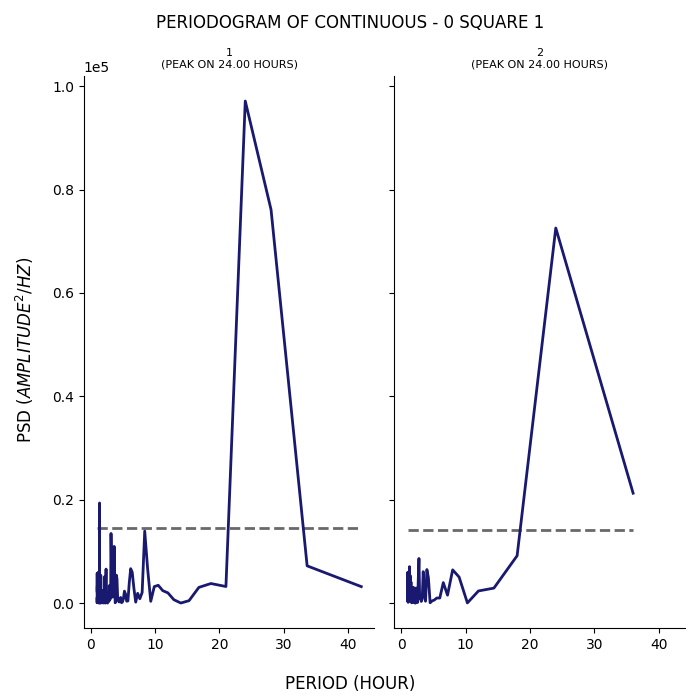 PERIODOGRAM OF CONTINUOUS - 0 SQUARE 1
1
(PEAK ON 24.00 HOURS)
2
(PEAK ON 24.00 HOURS)
1e5
1.0
0.8
0.6
0.4
0.2
0.0
PSD (AMPLITUDE²/HZ)
0 10 20 30 40
0 10 20 30 40
PERIOD (HOUR)